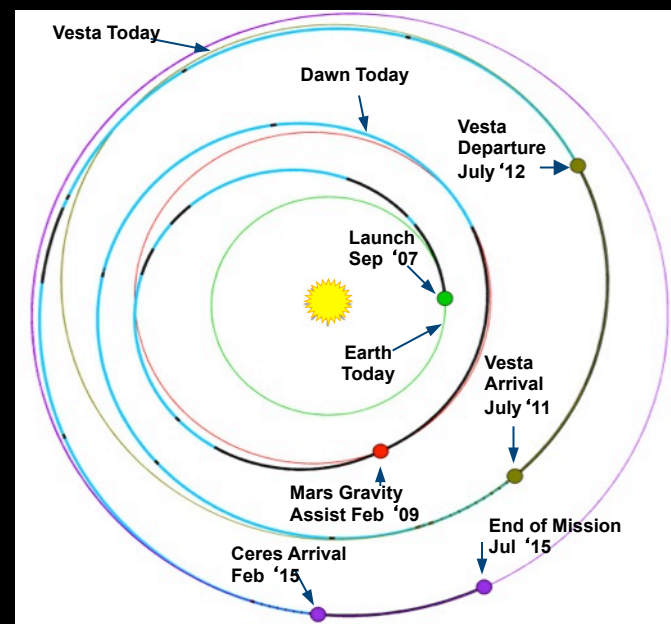 Vesta Today
Dawn Today
Vesta
Departure
July ‘12
Launch
Sep ‘07
Earth
Today
Vesta
Arrival
July ‘11
Mars Gravity
Assist Feb ‘09
End of Mission
Jul ‘15
Ceres Arrival
Feb ‘15